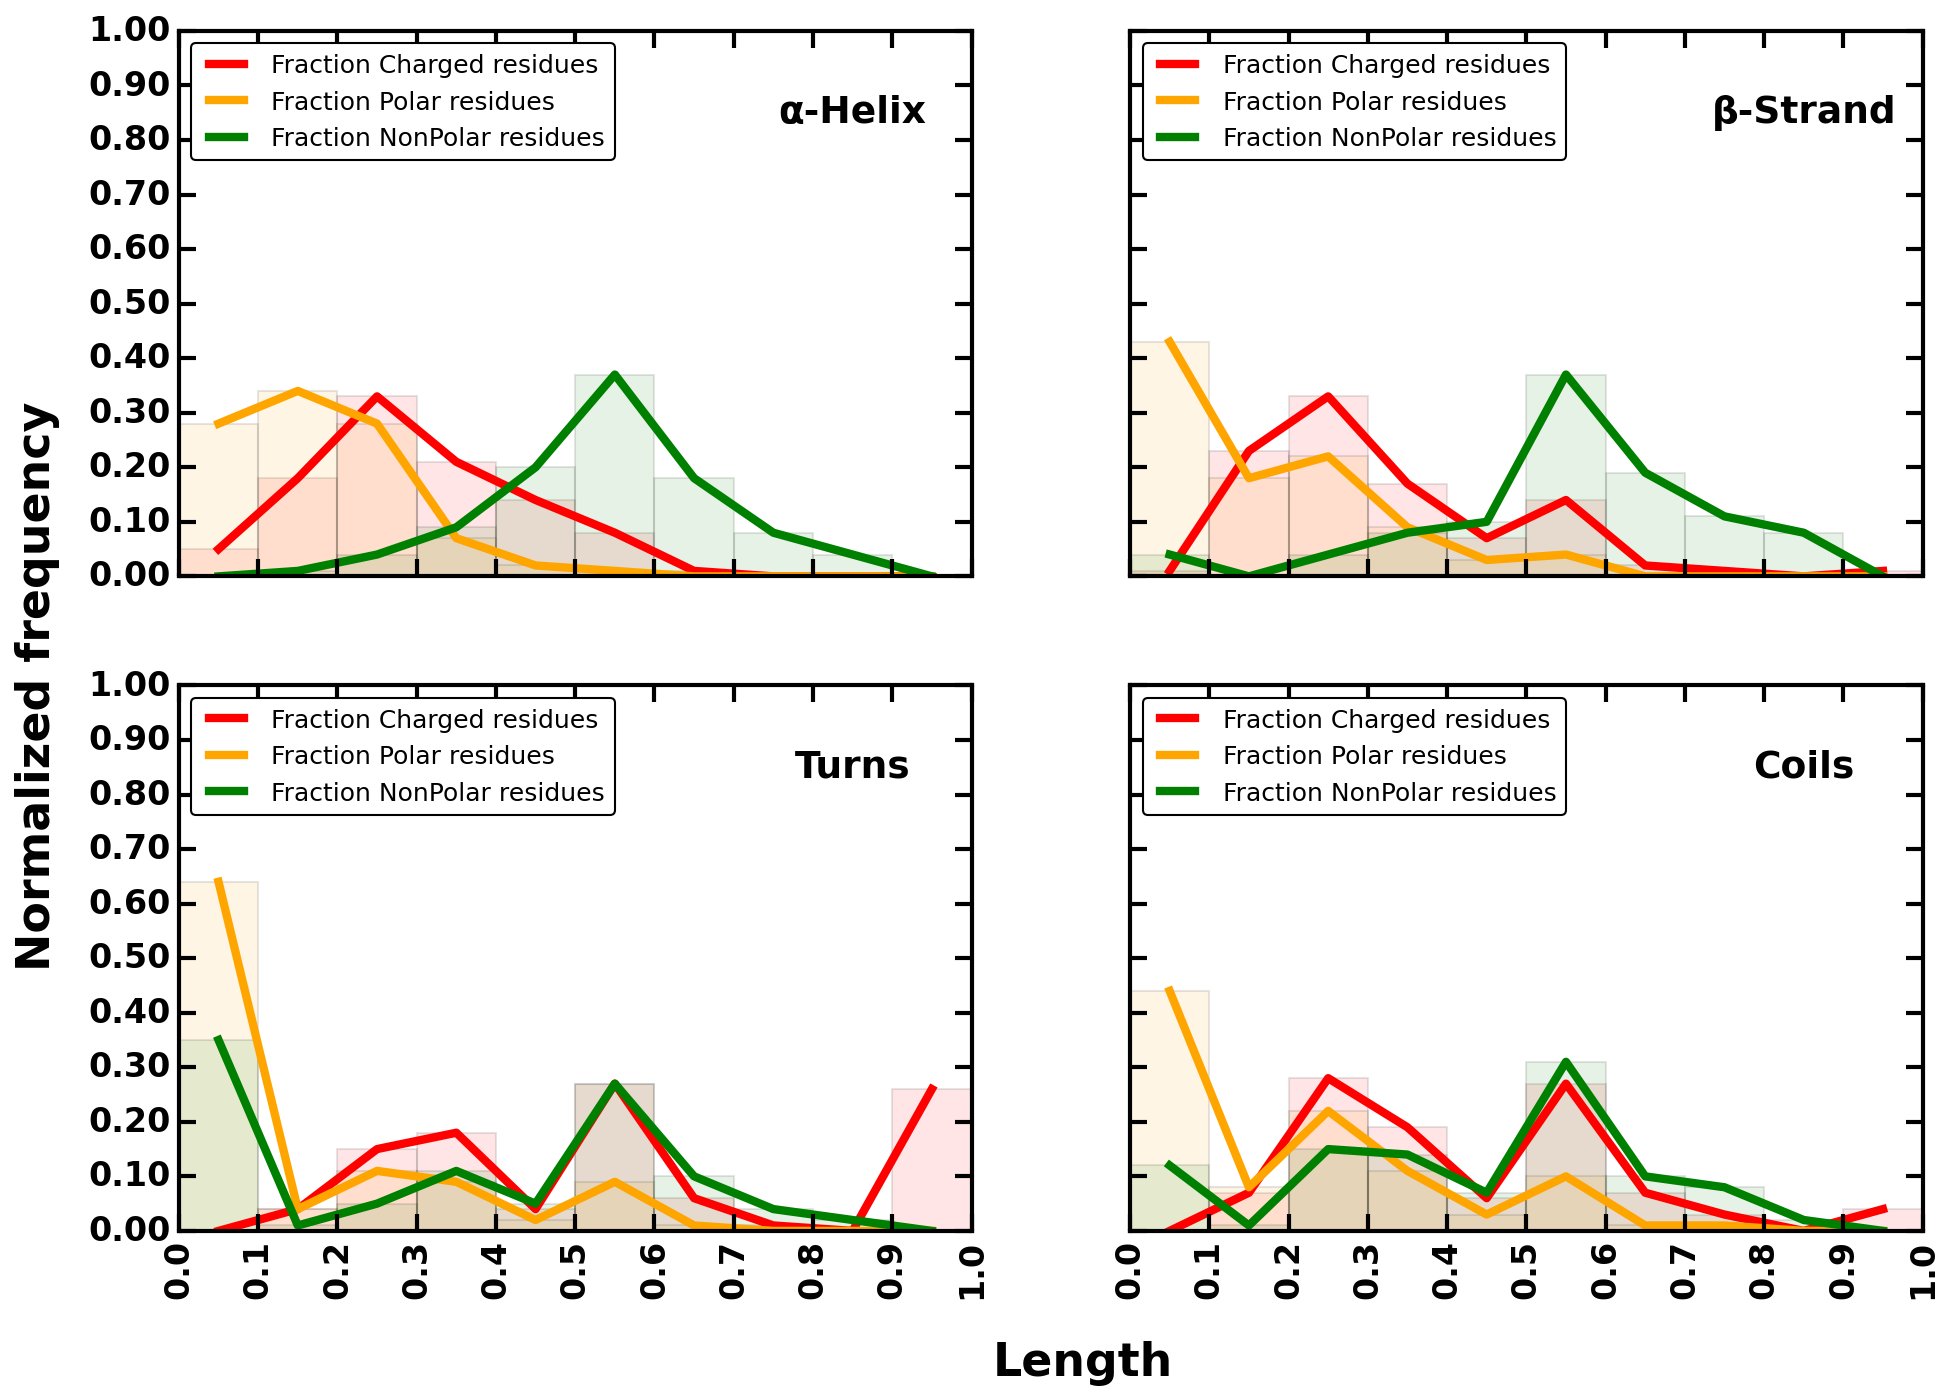 1.00
0.90
0.80
0.70
0.60
0.50
0.40
0.30
0.20
0.10
0.00
Fraction Charged residues
Fraction Polar residues
Fraction NonPolar residues
α-Helix
Fraction Charged residues
Fraction Polar residues
Fraction NonPolar residues
β-Strand
Normalized frequency
1.00
0.90
0.80
0.70
0.60
0.50
0.40
0.30
0.20
0.10
0.00
Fraction Charged residues
Fraction Polar residues
Fraction NonPolar residues
Turns
0.0 0.1 0.2 0.3 0.4 0.5 0.6 0.7 0.8 0.9 1.0
Fraction Charged residues
Fraction Polar residues
Fraction NonPolar residues
Coils
0.0 0.1 0.2 0.3 0.4 0.5 0.6 0.7 0.8 0.9 1.0
Length